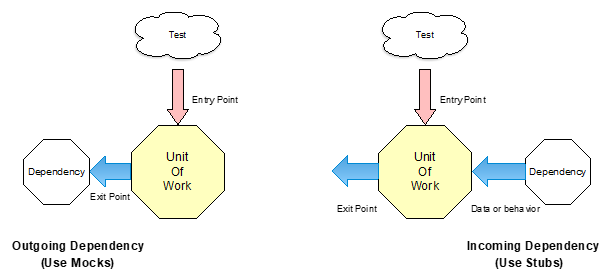 Test
Entry Point
Unit
Of
Work
Dependency
Exit Point
Outgoing Dependency
(Use Mocks)
Test
Entry Point
Unit
Of
Work
Dependency
Exit Point
Data or behavior
Incoming Dependency
(Use Stubs)